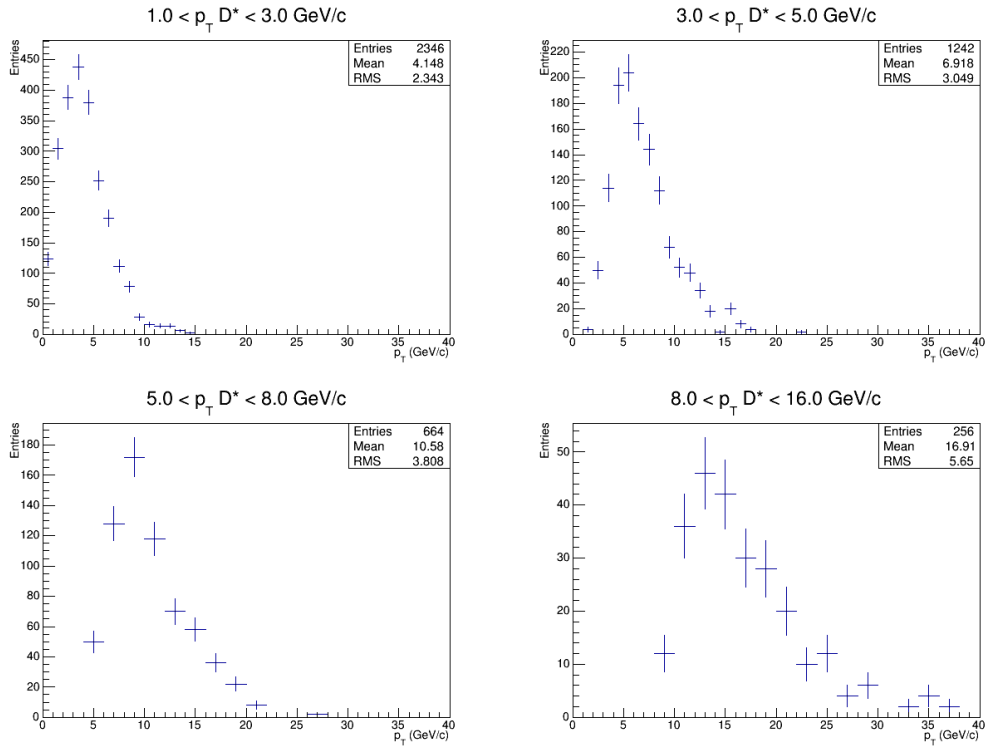 1.0 < p_T D* < 3.0 GeV/c
Entries
Entries 2346
Mean 4.148
RMS 2.343
450
400
350
300
250
200
150
100
50
0
0 5 10 15 20 25 30 35 40
p_T (GeV/c)
3.0 < p_T D* < 5.0 GeV/c
Entries
Entries 1242
Mean 6.918
RMS 3.049
220
200
180
160
140
120
100
80
60
40
20
0
0 5 10 15 20 25 30 35 40
p_T (GeV/c)
5.0 < p_T D* < 8.0 GeV/c
Entries
Entries 664
Mean 10.58
RMS 3.808
180
160
140
120
100
80
60
40
20
0
0 5 10 15 20 25 30 35 40
p_T (GeV/c)
8.0 < p_T D* < 16.0 GeV/c
Entries
Entries 256
Mean 16.91
RMS 5.65
50
40
30
20
10
0
0 5 10 15 20 25 30 35 40
p_T (GeV/c)